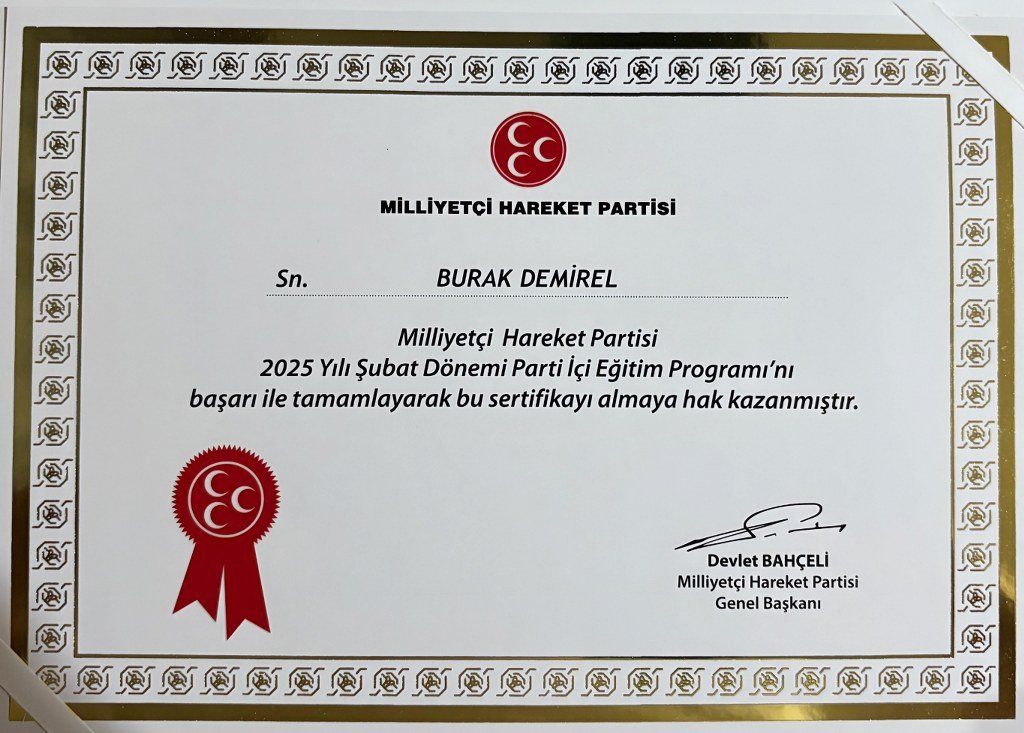 MİLLİYETÇİ HAREKET PARTİSİ
Sn. BURAK DEMİREL
Milliyetçi Hareket Partisi
2025 Yılı Şubat Dönemi Parti İçi Eğitim Programı’nı
başarı ile tamamlayarak bu sertifikayı almaya hak kazanmıştır.
Devlet BAHÇELİ
Milliyetçi Hareket Partisi
Genel Başkanı